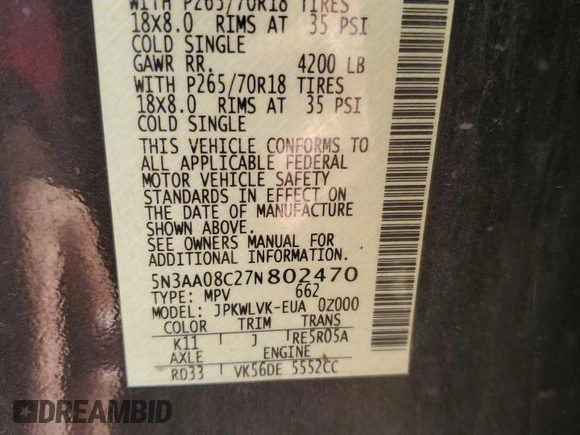 WITH P265/70R18 TIRES
18X8.0 RIMS AT 35 PSI
COLD SINGLE
GAWR RR. 4200 LB
WITH P265/70R18 TIRES
18X8.0 RIMS AT 35 PSI
COLD SINGLE
THIS VEHICLE CONFORMS TO
ALL APPLICABLE FEDERAL
MOTOR VEHICLE SAFETY
STANDARDS IN EFFECT ON
THE DATE OF MANUFACTURE
SHOWN ABOVE.
SEE OWNERS MANUAL FOR
ADDITIONAL INFORMATION.
5N3AA08C27N802470
TYPE: MPV 662
MODEL: JPKWLVK-EUA 0Z000
COLOR TRIM TRANS
K11 J RE5R05A
AXLE ENGINE
RD33 VK56DE 5552CC
DREAMBID